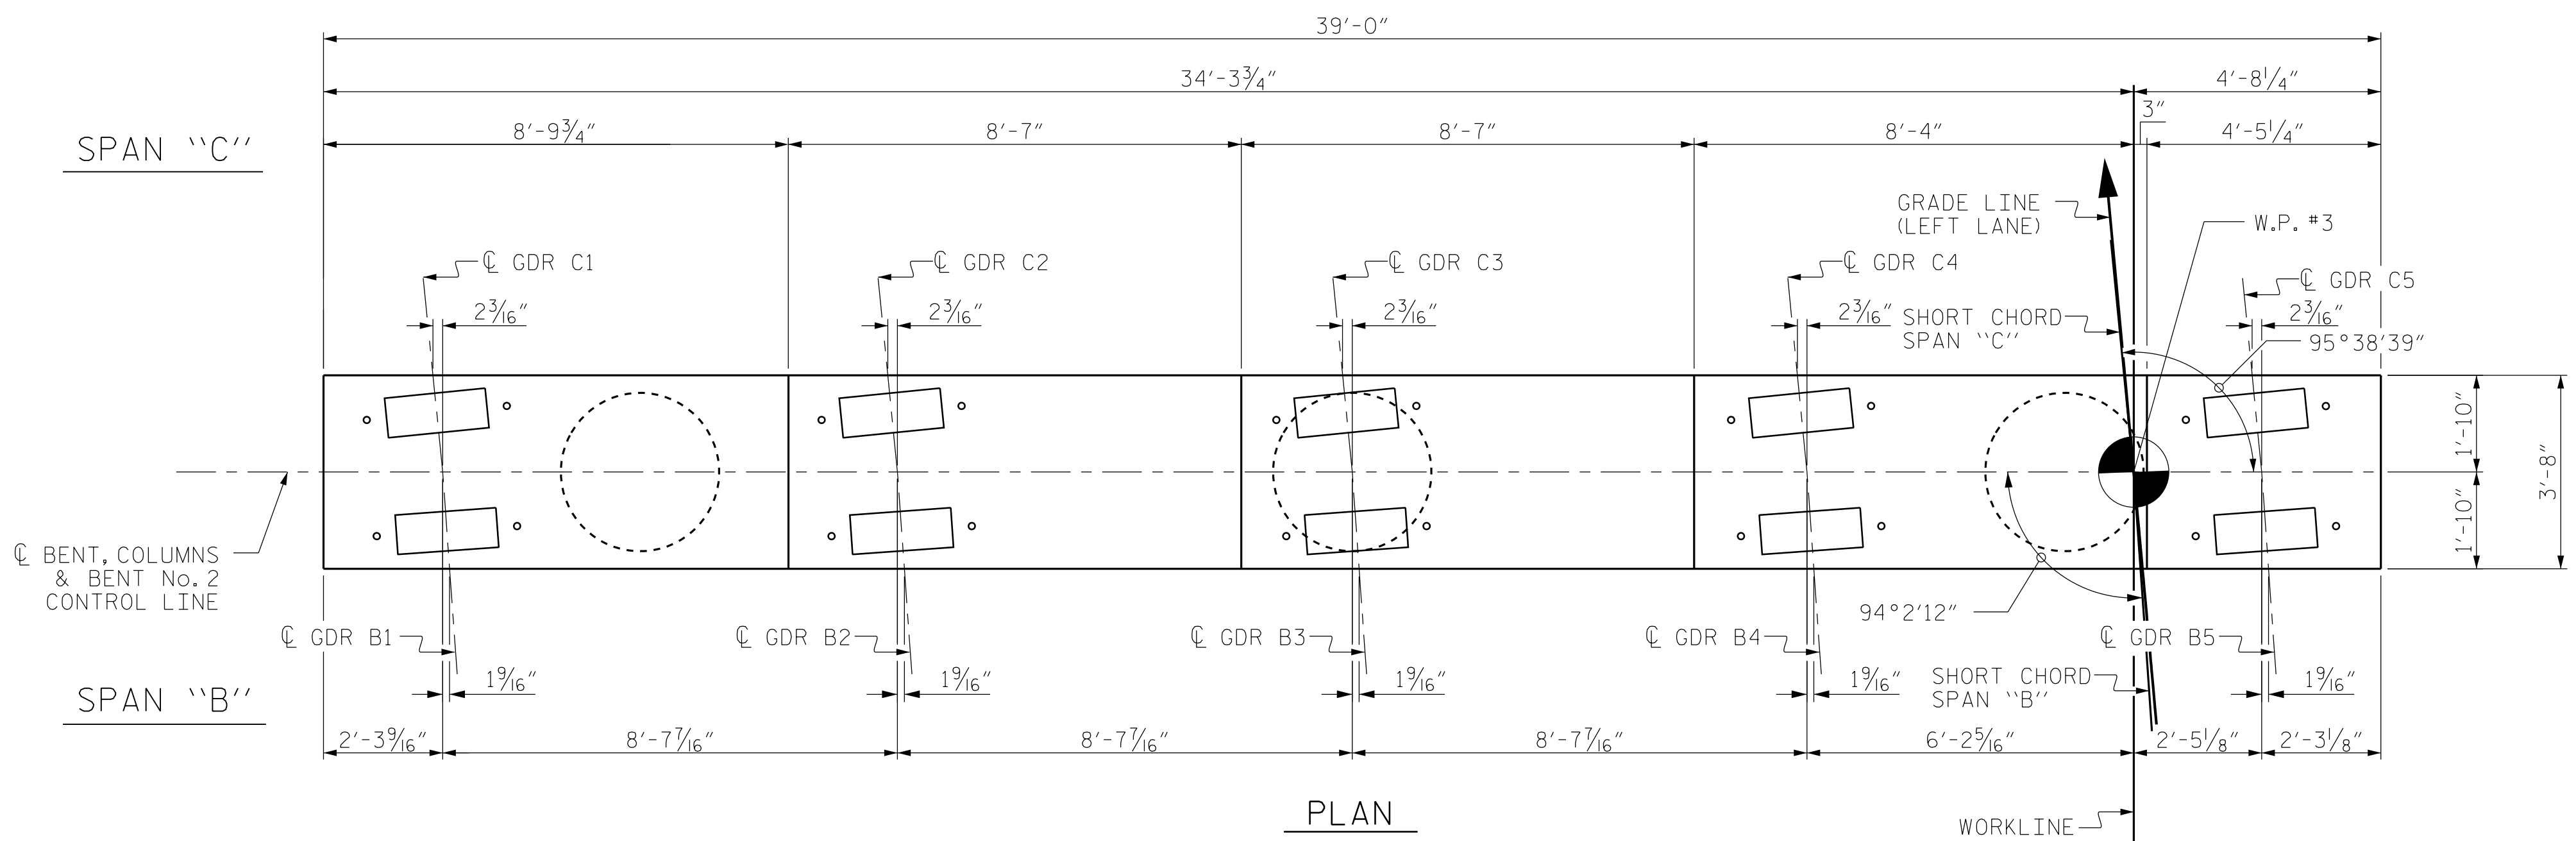 39'-0"
34'-3¾"
4'-8¼"
3"
8'-9¾"
8'-7"
8'-7"
8'-4"
4'-5¼"
SPAN "C"
GRADE LINE
(LEFT LANE)
W.P. #3
℄ GDR C1
℄ GDR C2
℄ GDR C3
℄ GDR C4
℄ GDR C5
2³⁄₁₆"
2³⁄₁₆"
2³⁄₁₆"
2³⁄₁₆"
2³⁄₁₆"
SHORT CHORD
SPAN "C"
95°38'39"
1'-10"
1'-10"
3'-8"
℄ BENT, COLUMNS
& BENT No. 2
CONTROL LINE
94°2'12"
℄ GDR B1
℄ GDR B2
℄ GDR B3
℄ GDR B4
℄ GDR B5
1⁹⁄₁₆"
1⁹⁄₁₆"
1⁹⁄₁₆"
1⁹⁄₁₆"
1⁹⁄₁₆"
SHORT CHORD
SPAN "B"
SPAN "B"
2'-3⁹⁄₁₆"
8'-7⁷⁄₁₆"
8'-7⁷⁄₁₆"
8'-7⁷⁄₁₆"
6'-2⁵⁄₁₆"
2'-5⅛"
2'-3⅛"
PLAN
WORKLINE